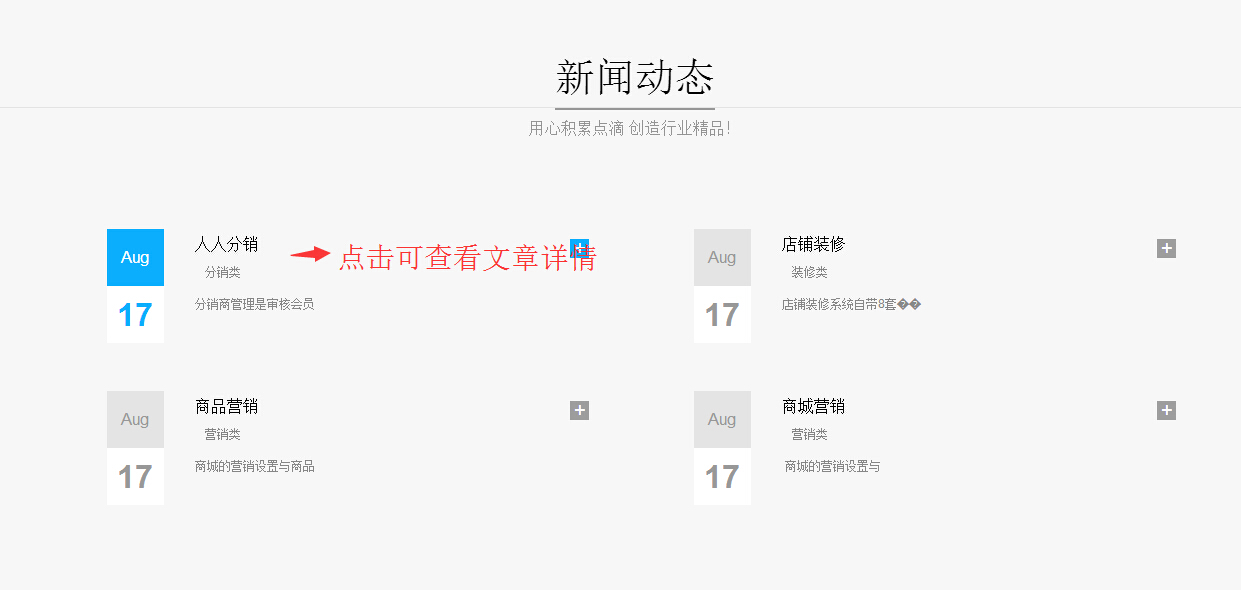 新闻动态
用心积累点滴 创造行业精品!
Aug
17
人人分销
分销类
分销商管理是审核会员
点击可查看文章详情
+
Aug
17
店铺装修
装修类
店铺装修系统自带8套��
+
Aug
17
商品营销
营销类
商城的营销设置与商品
+
Aug
17
商城营销
营销类
商城的营销设置与
+